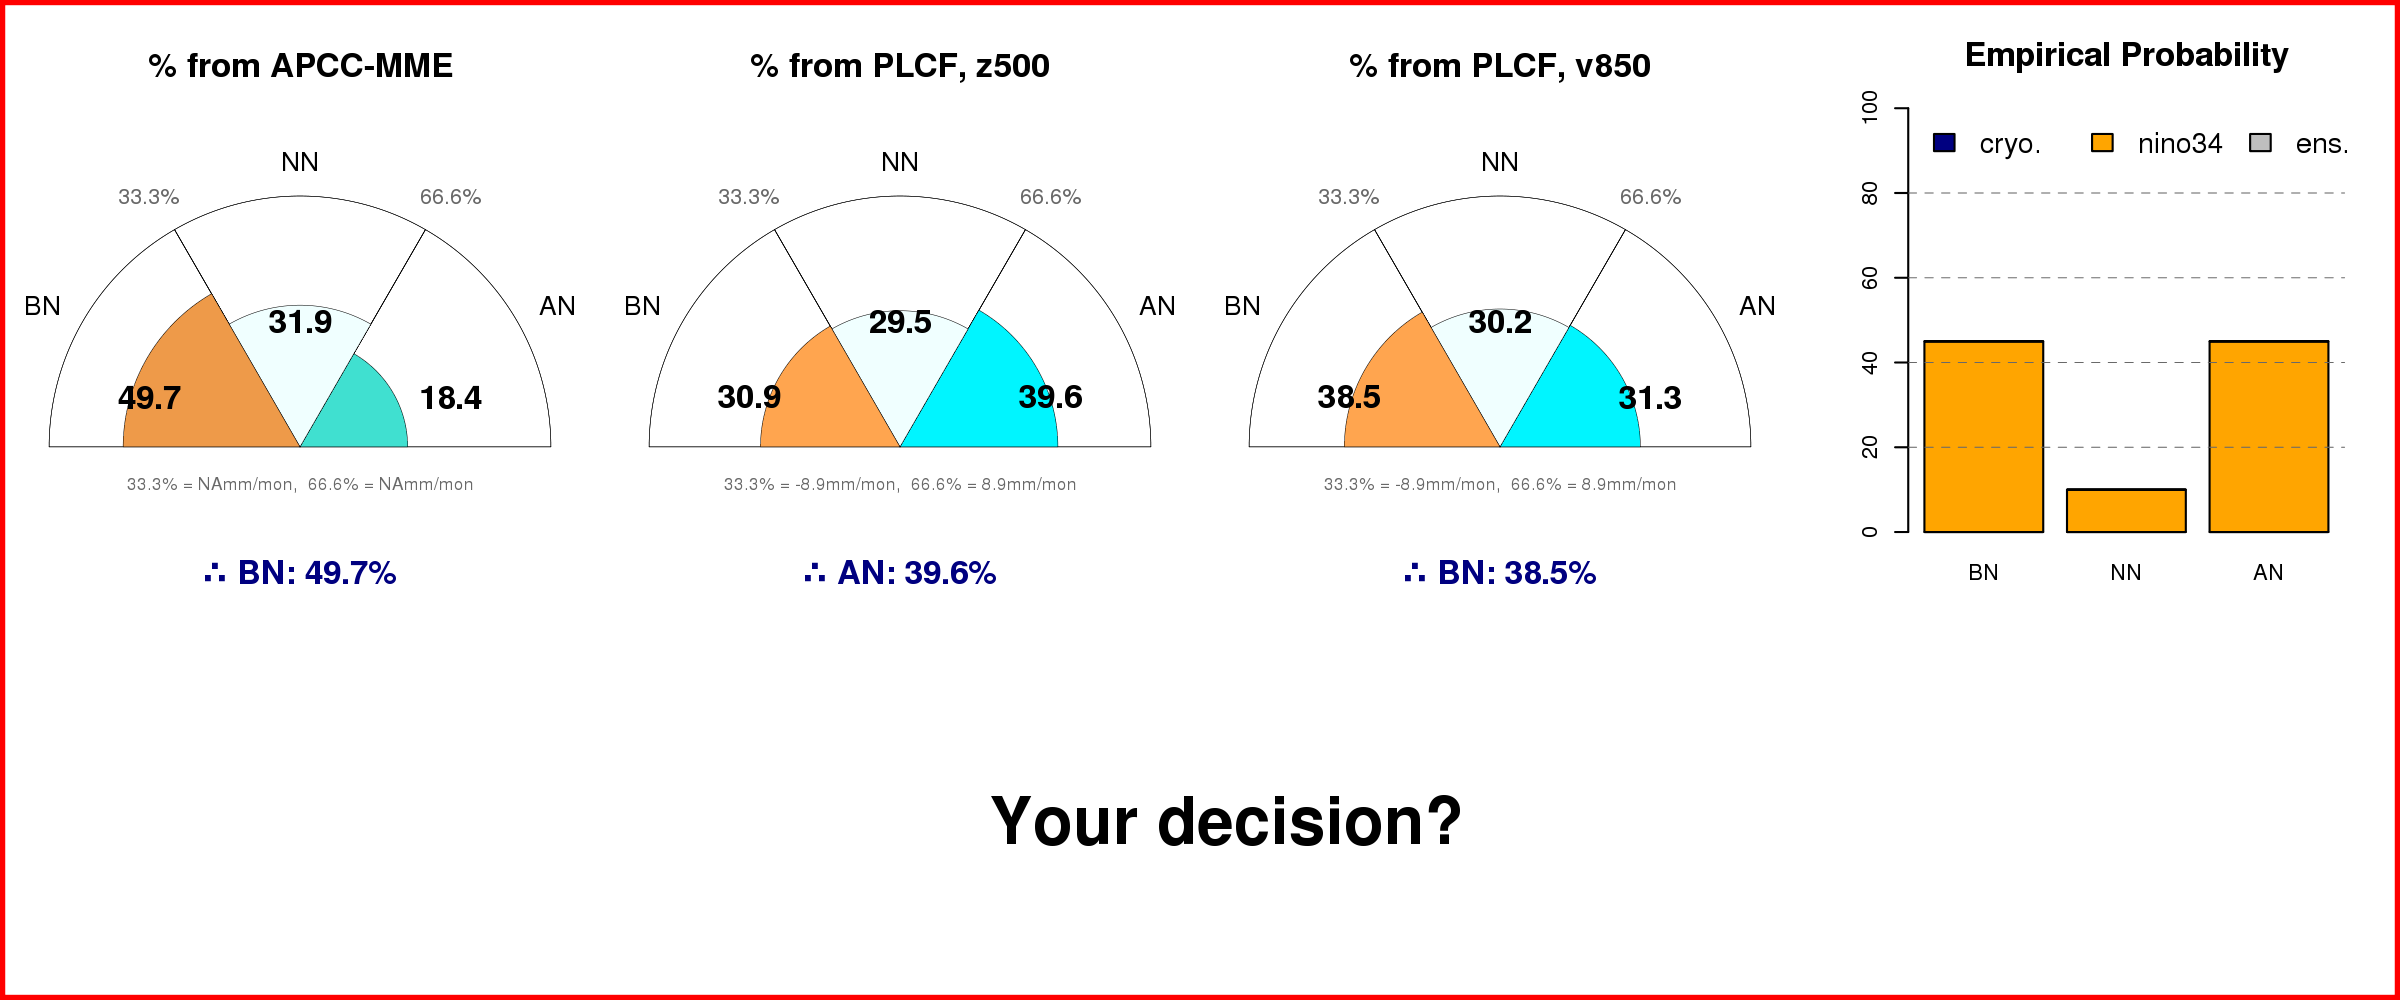 % from APCC-MME
NN
33.3%
66.6%
BN
AN
31.9
49.7
18.4
33.3% = NAmm/mon, 66.6% = NAmm/mon
∴ BN: 49.7%
% from PLCF, z500
NN
33.3%
66.6%
BN
AN
29.5
30.9
39.6
33.3% = -8.9mm/mon, 66.6% = 8.9mm/mon
∴ AN: 39.6%
% from PLCF, v850
NN
33.3%
66.6%
BN
AN
30.2
38.5
31.3
33.3% = -8.9mm/mon, 66.6% = 8.9mm/mon
∴ BN: 38.5%
Empirical Probability
100
80
60
40
20
0
cryo. nino34 ens.
BN NN AN
Your decision?